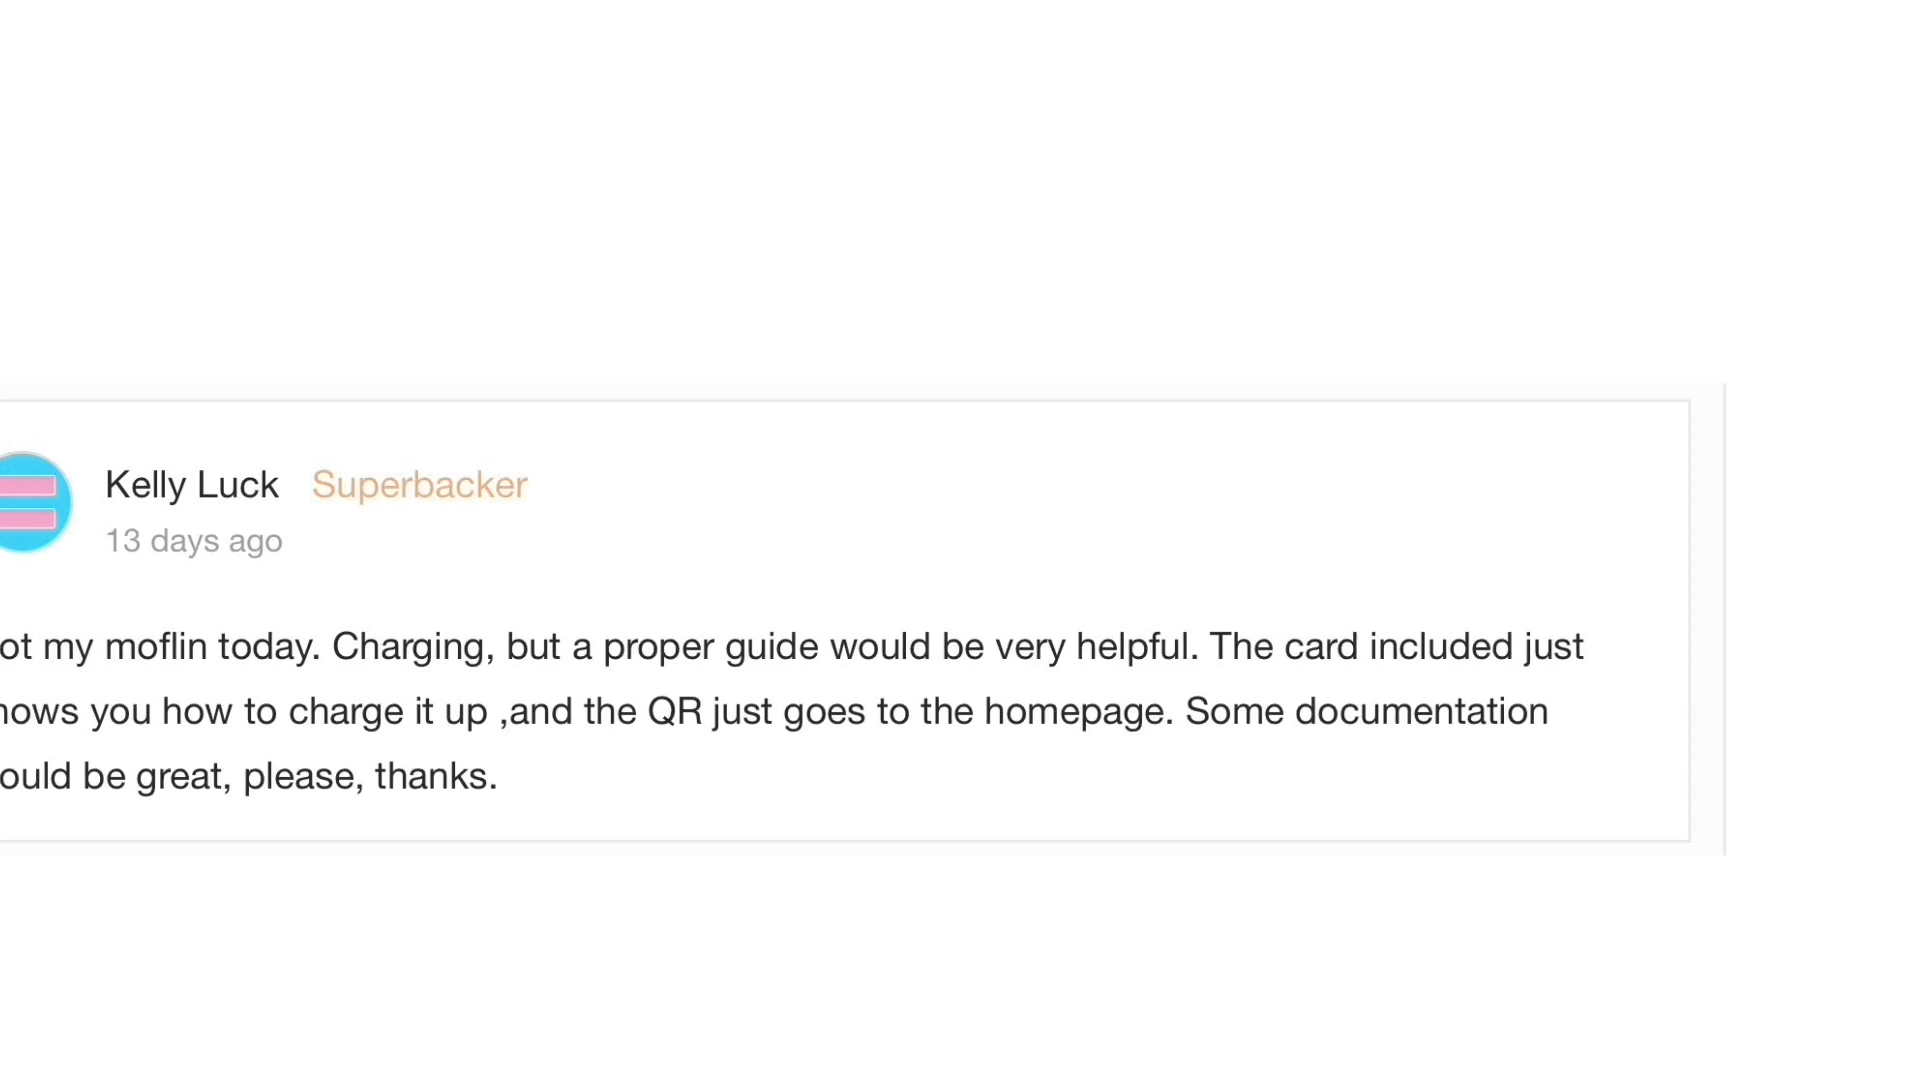 Kelly Luck Superbacker
13 days ago
ot my moflin today. Charging, but a proper guide would be very helpful. The card included just
hows you how to charge it up ,and the QR just goes to the homepage. Some documentation
ould be great, please, thanks.